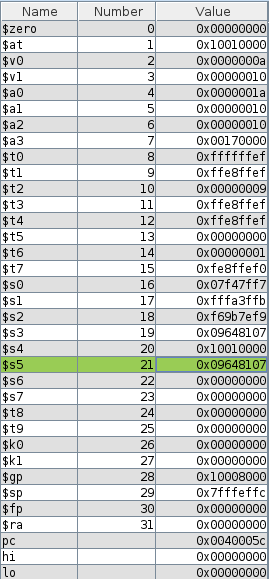 Name Number Value
$zero 0 0x00000000
$at 1 0x10010000
$v0 2 0x0000000a
$v1 3 0x00000010
$a0 4 0x0000001a
$a1 5 0x00000010
$a2 6 0x00000010
$a3 7 0x00170000
$t0 8 0xffffffef
$t1 9 0xffe8ffef
$t2 10 0x00000009
$t3 11 0xffe8ffef
$t4 12 0xffe8ffef
$t5 13 0x00000000
$t6 14 0x00000001
$t7 15 0xfe8ffef0
$s0 16 0x07f47ff7
$s1 17 0xfffa3ffb
$s2 18 0xf69b7ef9
$s3 19 0x09648107
$s4 20 0x10010000
$s5 21 0x09648107
$s6 22 0x00000000
$s7 23 0x00000000
$t8 24 0x00000000
$t9 25 0x00000000
$k0 26 0x00000000
$k1 27 0x00000000
$gp 28 0x10008000
$sp 29 0x7fffeffc
$fp 30 0x00000000
$ra 31 0x00000000
pc 0x0040005c
hi 0x00000000
lo 0x00000000